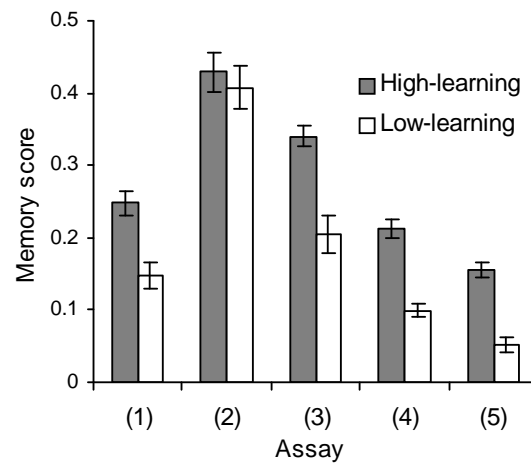 0.5
0.4
0.3
0.2
0.1
0
Memory score
High-learning
Low-learning
(1) (2) (3) (4) (5)
Assay